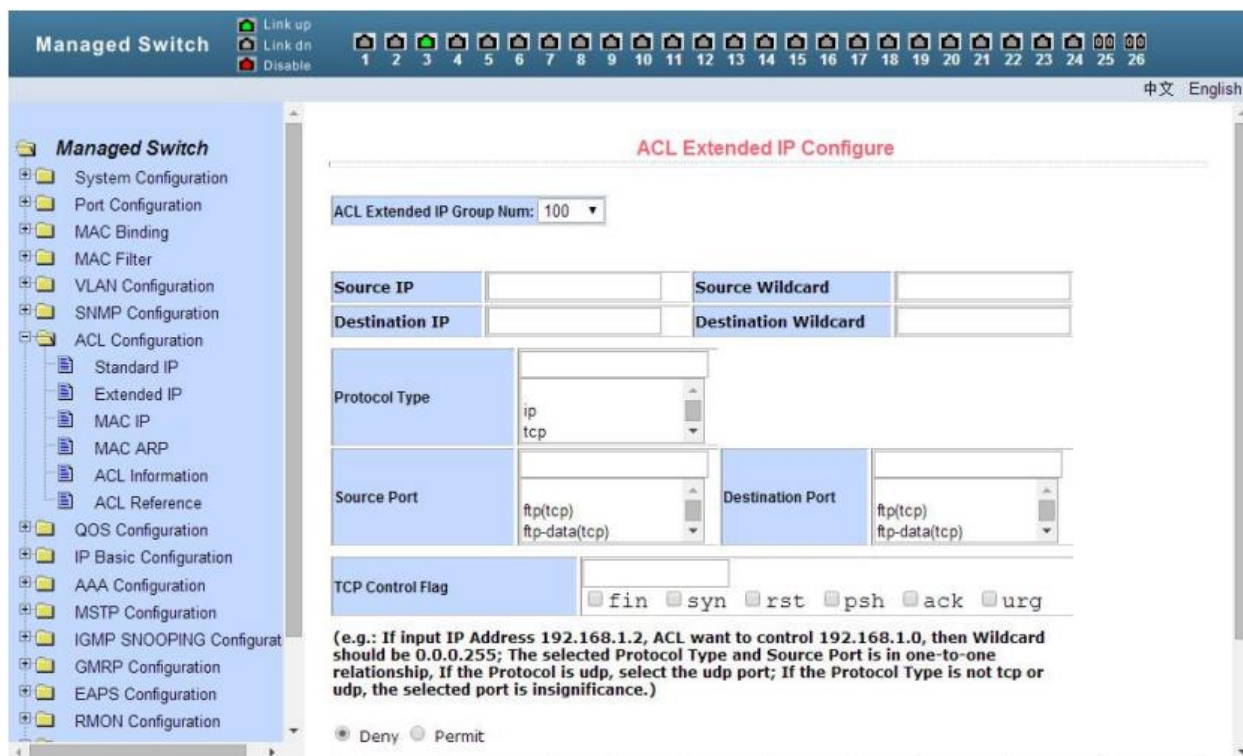 Managed Switch
Link up
Link dn
Disable
1 2 3 4 5 6 7 8 9 10 11 12 13 14 15 16 17 18 19 20 21 22 23 24 25 26
中文 English
Managed Switch
System Configuration
Port Configuration
MAC Binding
MAC Filter
VLAN Configuration
SNMP Configuration
ACL Configuration
Standard IP
Extended IP
MAC IP
MAC ARP
ACL Information
ACL Reference
QOS Configuration
IP Basic Configuration
AAA Configuration
MSTP Configuration
IGMP SNOOPING Configurat
GMRP Configuration
EAPS Configuration
RMON Configuration
ACL Extended IP Configure
ACL Extended IP Group Num: 100
Source IP Source Wildcard
Destination IP Destination Wildcard
Protocol Type
ip
tcp
Source Port
ftp(tcp)
ftp-data(tcp)
Destination Port
ftp(tcp)
ftp-data(tcp)
TCP Control Flag
fin syn rst psh ack urg
(e.g.: If input IP Address 192.168.1.2, ACL want to control 192.168.1.0, then Wildcard
should be 0.0.0.255; The selected Protocol Type and Source Port is in one-to-one
relationship, If the Protocol is udp, select the udp port; If the Protocol Type is not tcp or
udp, the selected port is insignificance.)
Deny Permit